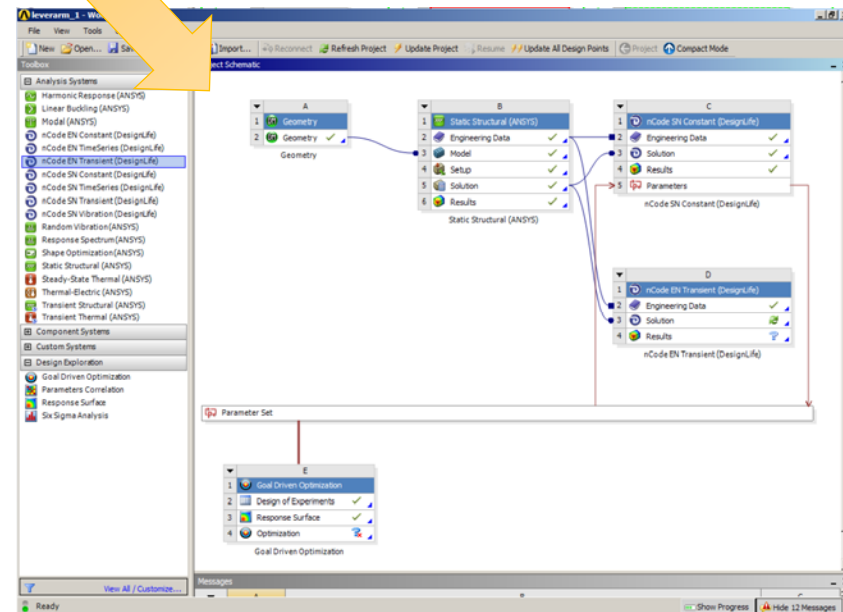 leverarm_1 - Wo
File View Tools
New Open... Sav Import... Reconnect Refresh Project Update Project Resume Update All Design Points Project Compact Mode
Toolbox ject Schematic
Analysis Systems
Harmonic Response (ANSYS)
Linear Buckling (ANSYS)
Modal (ANSYS)
nCode EN Constant (DesignLife)
nCode EN TimeSeries (DesignLife)
nCode EN Transient (DesignLife)
nCode SN Constant (DesignLife)
nCode SN TimeSeries (DesignLife)
nCode SN Transient (DesignLife)
nCode SN Vibration (DesignLife)
Random Vibration (ANSYS)
Response Spectrum (ANSYS)
Shape Optimization (ANSYS)
Static Structural (ANSYS)
Steady-State Thermal (ANSYS)
Thermal-Electric (ANSYS)
Transient Structural (ANSYS)
Transient Thermal (ANSYS)
Component Systems
Custom Systems
Design Exploration
Goal Driven Optimization
Parameters Correlation
Response Surface
Six Sigma Analysis
View All / Customize...
A
1 Geometry
2 Geometry
Geometry
B
1 Static Structural (ANSYS)
2 Engineering Data
3 Model
4 Setup
5 Solution
6 Results
Static Structural (ANSYS)
C
1 nCode SN Constant (DesignLife)
2 Engineering Data
3 Solution
4 Results
5 Parameters
nCode SN Constant (DesignLife)
D
1 nCode EN Transient (DesignLife)
2 Engineering Data
3 Solution
4 Results
nCode EN Transient (DesignLife)
Parameter Set
E
1 Goal Driven Optimization
2 Design of Experiments
3 Response Surface
4 Optimization
Goal Driven Optimization
Messages
Ready Show Progress Hide 12 Messages